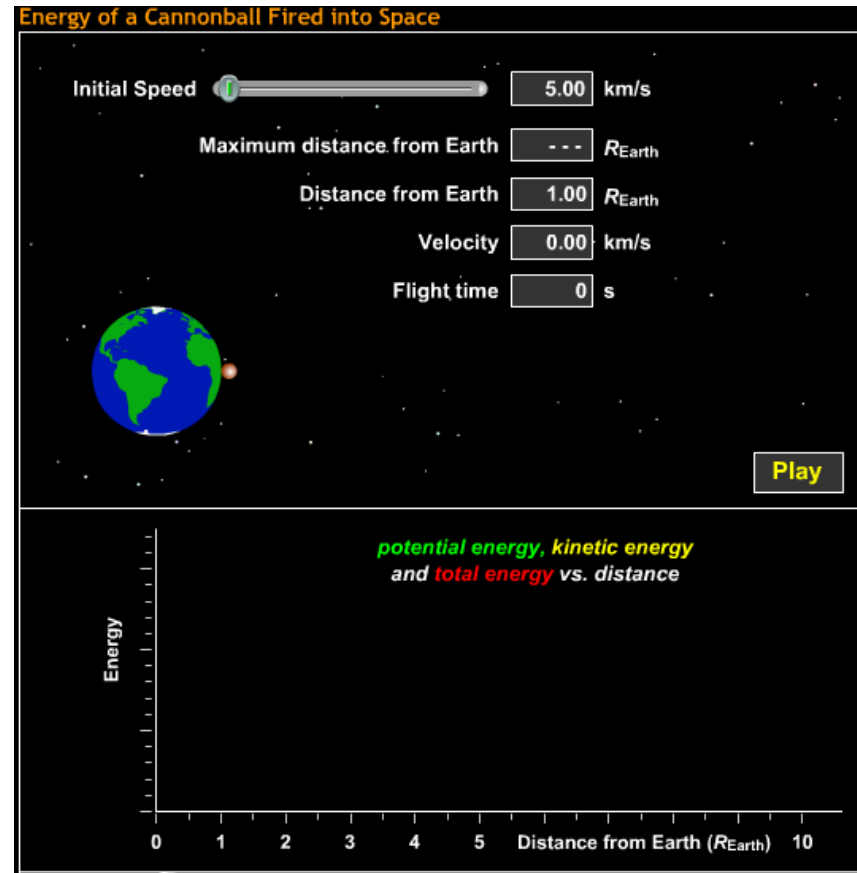 Energy of a Cannonball Fired into Space
Initial Speed 5.00 km/s
Maximum distance from Earth - - - REarth
Distance from Earth 1.00 REarth
Velocity 0.00 km/s
Flight time 0 s
Play
potential energy, kinetic energy
and total energy vs. distance
Energy
0 1 2 3 4 5 Distance from Earth (REarth) 10